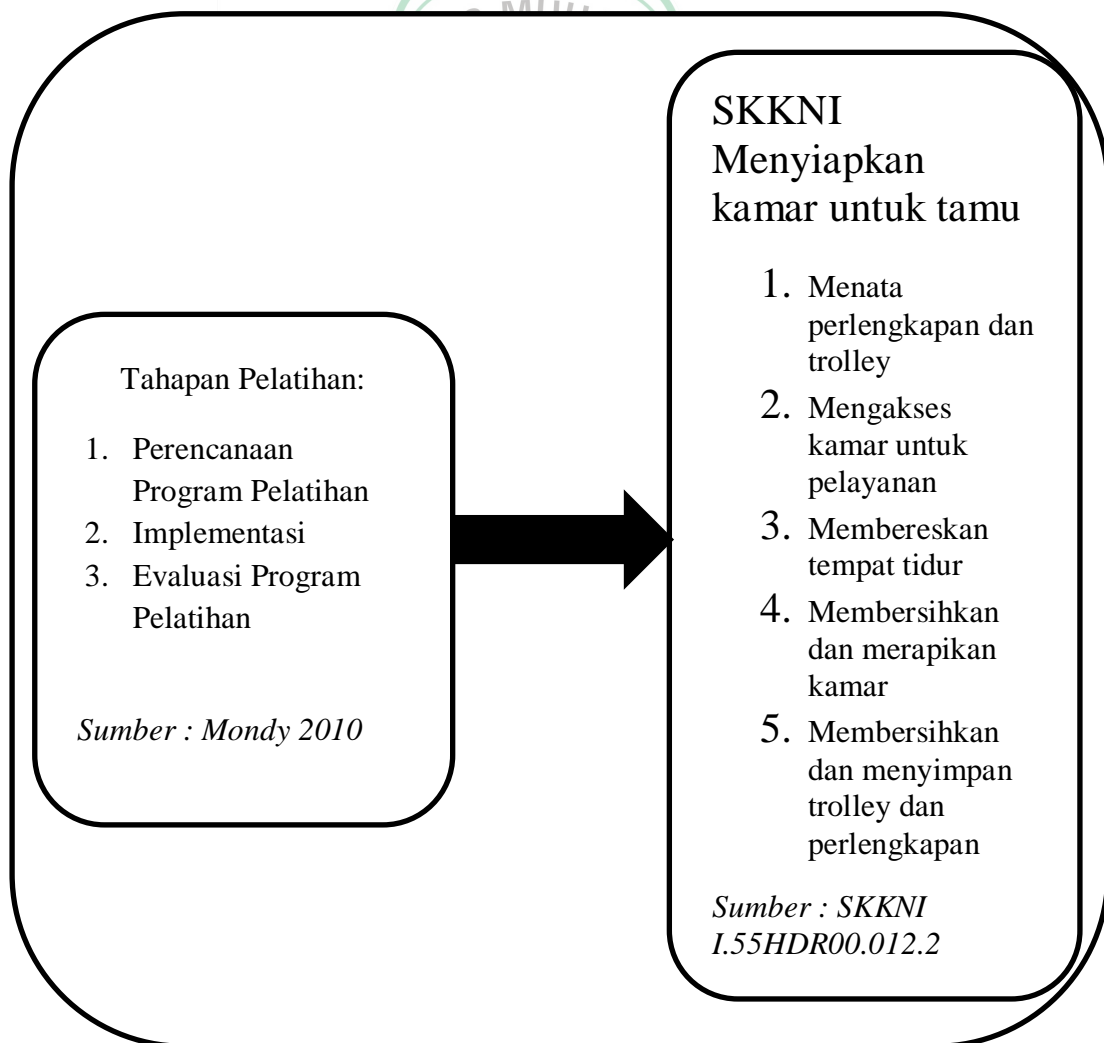 Tahapan Pelatihan:
1. Perencanaan
Program Pelatihan
2. Implementasi
3. Evaluasi Program
Pelatihan
Sumber : Mondy 2010
SKKNI
Menyiapkan
kamar untuk tamu
1. Menata
perlengkapan dan
trolley
2. Mengakses
kamar untuk
pelayanan
3. Membereskan
tempat tidur
4. Membersihkan
dan merapikan
kamar
5. Membersihkan
dan menyimpan
trolley dan
perlengkapan
Sumber : SKKNI
I.55HDR00.012.2